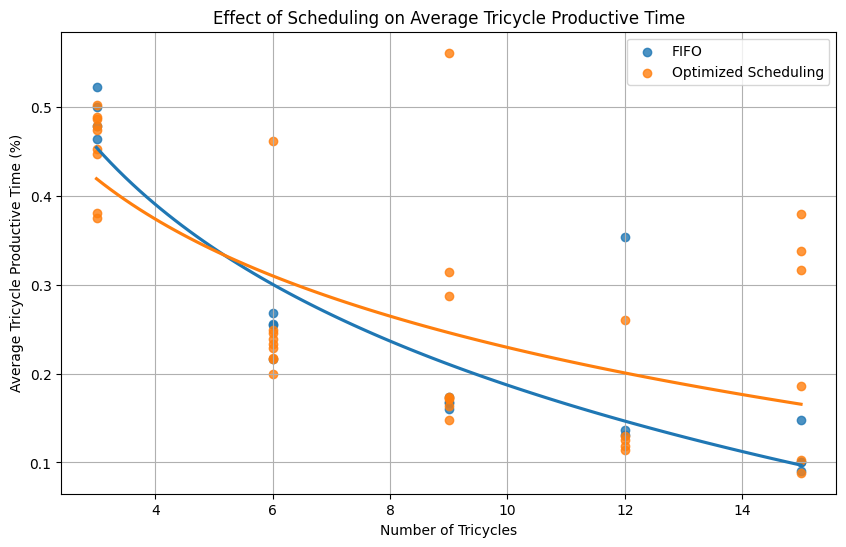 Effect of Scheduling on Average Tricycle Productive Time
FIFO
Optimized Scheduling
Average Tricycle Productive Time (%)
0.5
0.4
0.3
0.2
0.1
4 6 8 10 12 14
Number of Tricycles